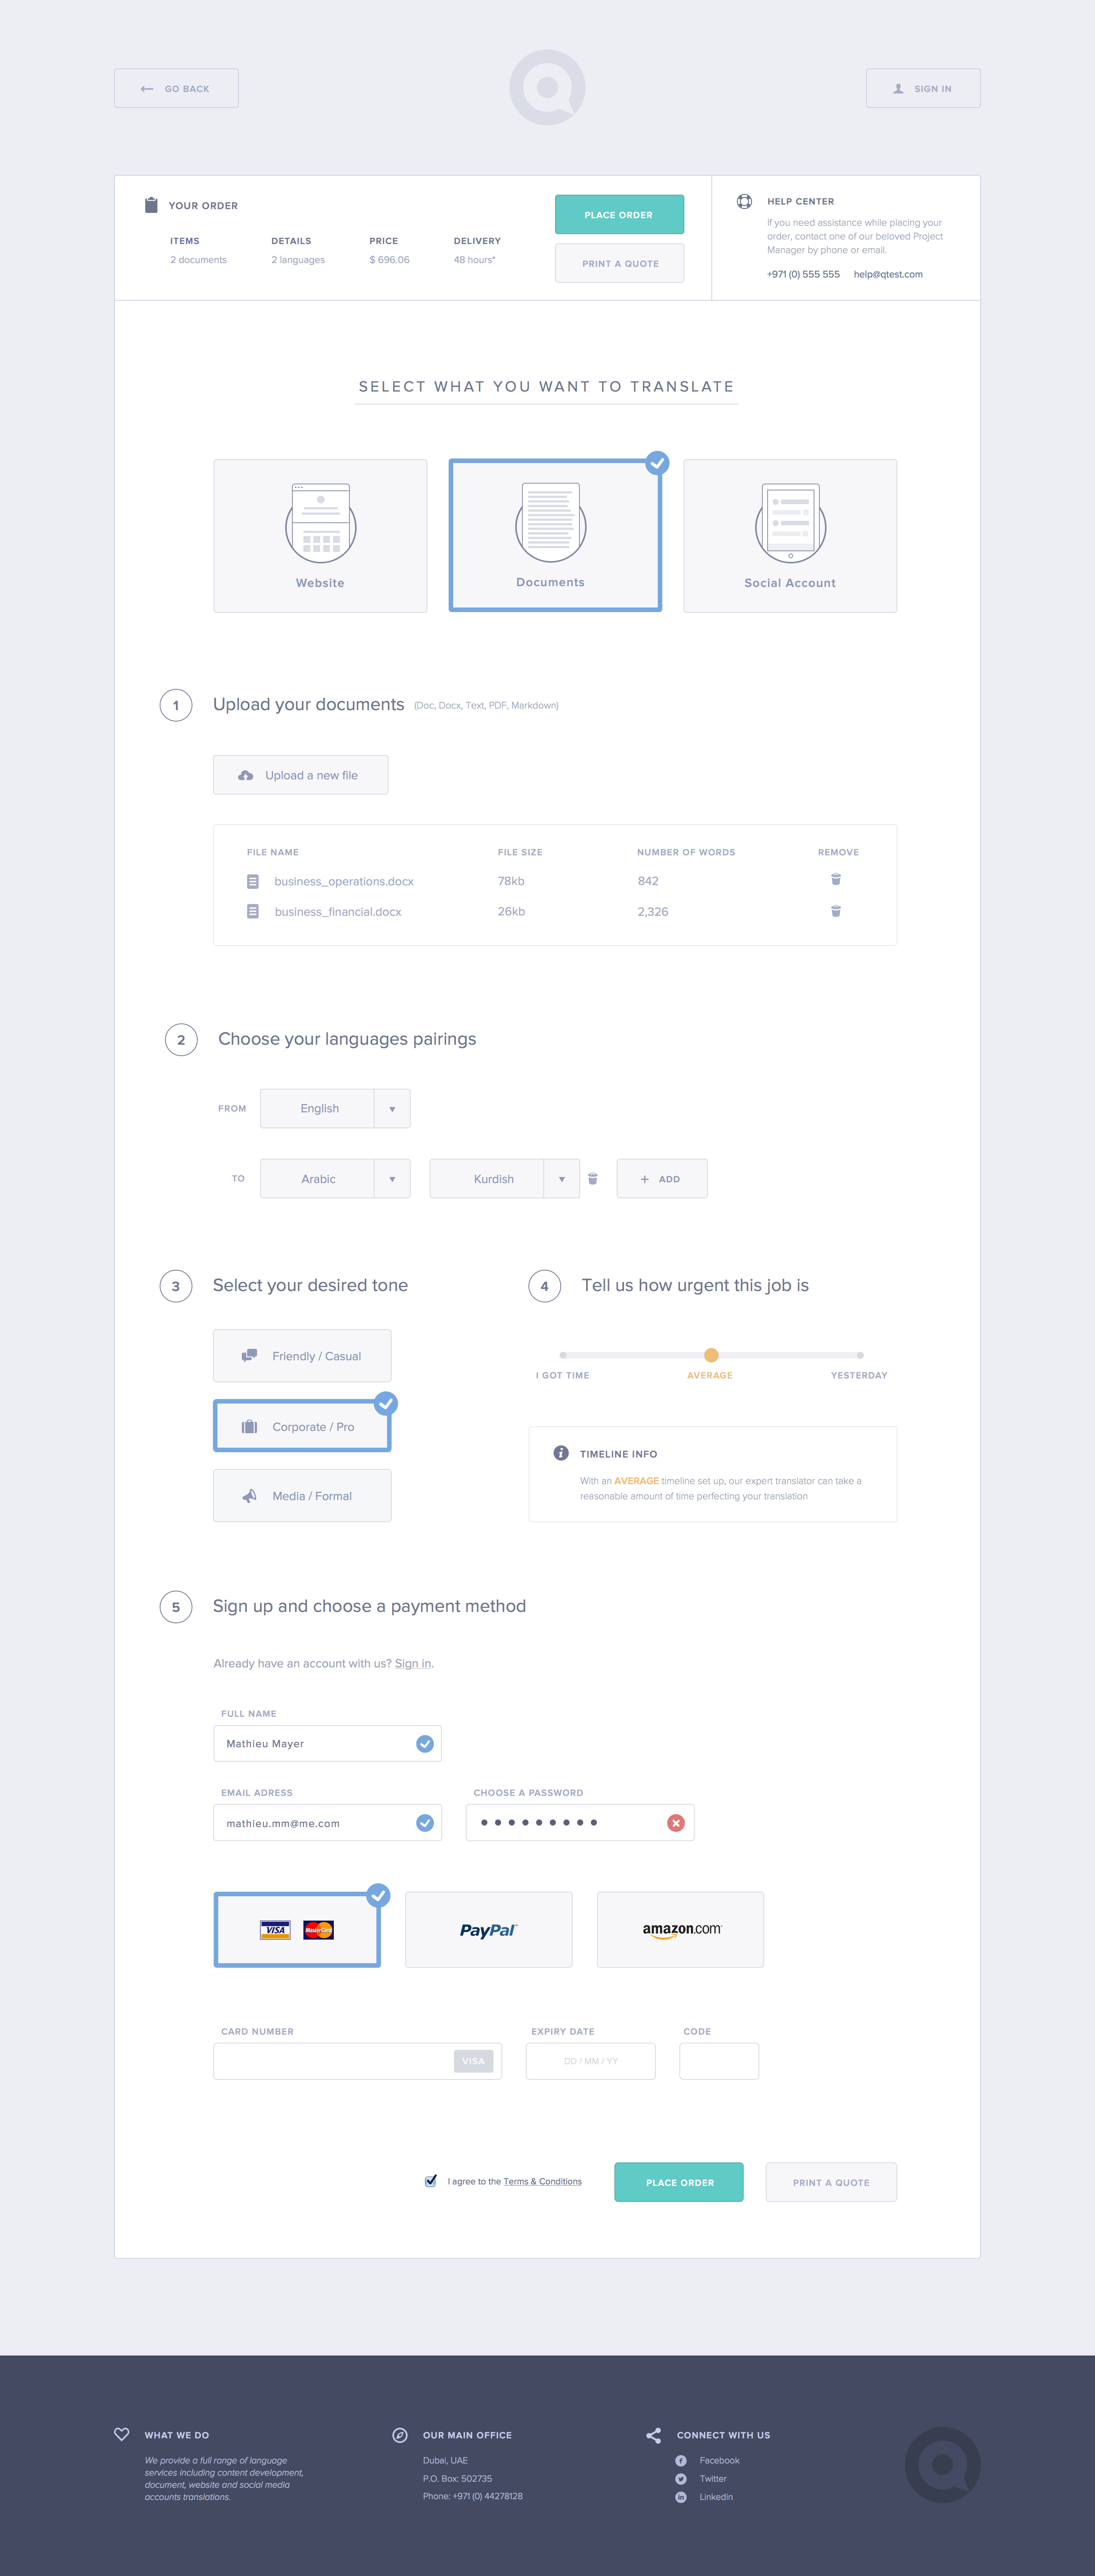 GO BACK
SIGN IN
YOUR ORDER
ITEMS DETAILS PRICE DELIVERY
2 documents 2 languages $ 696.06 48 hours*
PLACE ORDER
PRINT A QUOTE
HELP CENTER
If you need assistance while placing your
order, contact one of our beloved Project
Manager by phone or email.
+971 (0) 555 555 help@qtest.com
SELECT WHAT YOU WANT TO TRANSLATE
Website
Documents
Social Account
1 Upload your documents (Doc, Docx, Text, PDF, Markdown)
Upload a new file
FILE NAME FILE SIZE NUMBER OF WORDS REMOVE
business_operations.docx 78kb 842
business_financial.docx 26kb 2,326
2 Choose your languages pairings
FROM English
TO Arabic Kurdish + ADD
3 Select your desired tone
Friendly / Casual
Corporate / Pro
Media / Formal
4 Tell us how urgent this job is
I GOT TIME AVERAGE YESTERDAY
TIMELINE INFO
With an AVERAGE timeline set up, our expert translator can take a
reasonable amount of time perfecting your translation
5 Sign up and choose a payment method
Already have an account with us? Sign in.
FULL NAME
Mathieu Mayer
EMAIL ADRESS CHOOSE A PASSWORD
mathieu.mm@me.com
VISA MasterCard PayPal amazon.com
CARD NUMBER EXPIRY DATE CODE
VISA DD / MM / YY
I agree to the Terms & Conditions
PLACE ORDER
PRINT A QUOTE
WHAT WE DO
We provide a full range of language
services including content development,
document, website and social media
accounts translations.
OUR MAIN OFFICE
Dubai, UAE
P.O. Box: 502735
Phone: +971 (0) 44278128
CONNECT WITH US
Facebook
Twitter
Linkedin